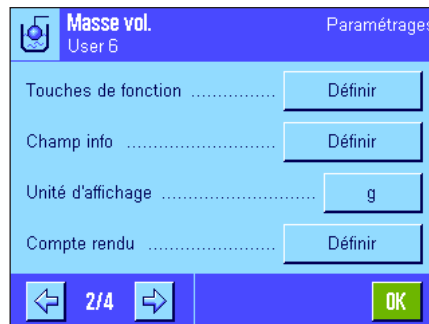 Masse vol. Paramétrages
User 6
Touches de fonction ................ Définir
Champ info ............................ Définir
Unité d'affichage ............................. g
Compte rendu ........................ Définir
2/4 OK